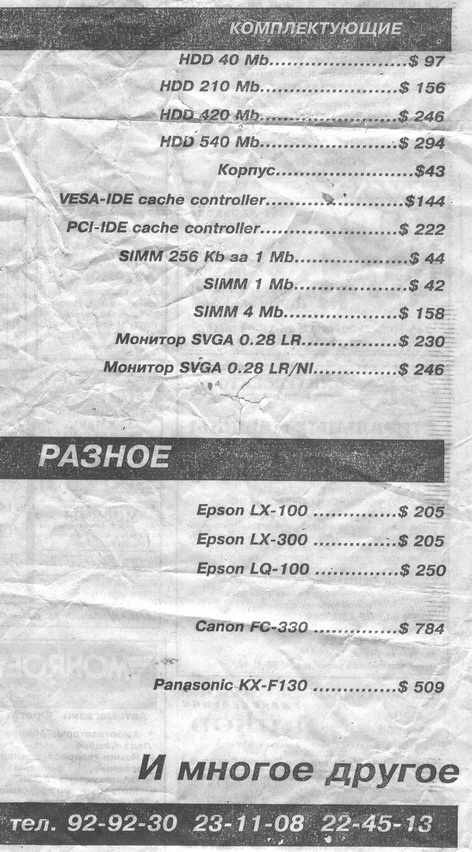 КОМПЛЕКТУЮЩИЕ
HDD 40 Mb.......................$ 97
HDD 210 Mb.......................$ 156
HDD 420 Mb.......................$ 246
HDD 540 Mb.......................$ 294
Корпус.......................$43
VESA-IDE cache controller.......................$144
PCI-IDE cache controller.......................$ 222
SIMM 256 Kb за 1 Mb.................$ 44
SIMM 1 Mb.................$ 42
SIMM 4 Mb...................$ 158
Монитор SVGA 0.28 LR...............$ 230
Монитор SVGA 0.28 LR/NI.............$ 246
РАЗНОЕ
Epson LX-100 .............$ 205
Epson LX-300 .............$ 205
Epson LQ-100 .............$ 250
Canon FC-330 .............$ 784
Panasonic KX-F130 .............$ 509
И многое другое
тел. 92-92-30 23-11-08 22-45-13